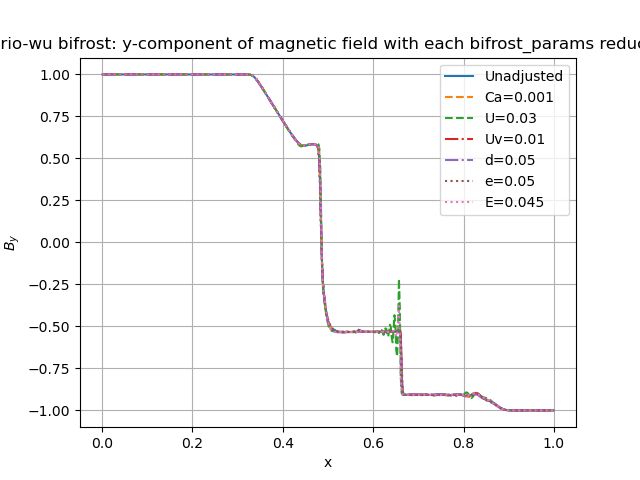 rio-wu bifrost: y-component of magnetic field with each bifrost_params reduc
1.00
0.75
0.50
0.25
0.00
−0.25
−0.50
−0.75
−1.00
B_y
Unadjusted
Ca=0.001
U=0.03
Uv=0.01
d=0.05
e=0.05
E=0.045
0.0 0.2 0.4 0.6 0.8 1.0
x